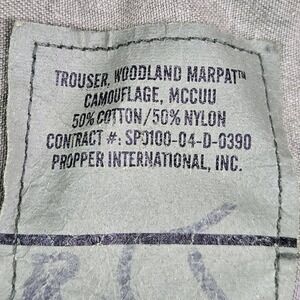 TROUSER, WOODLAND MARPAT™
CAMOUFLAGE, MCCUU
50% COTTON/50% NYLON
CONTRACT #: SP0100-04-D-0390
PROPPER INTERNATIONAL, INC.